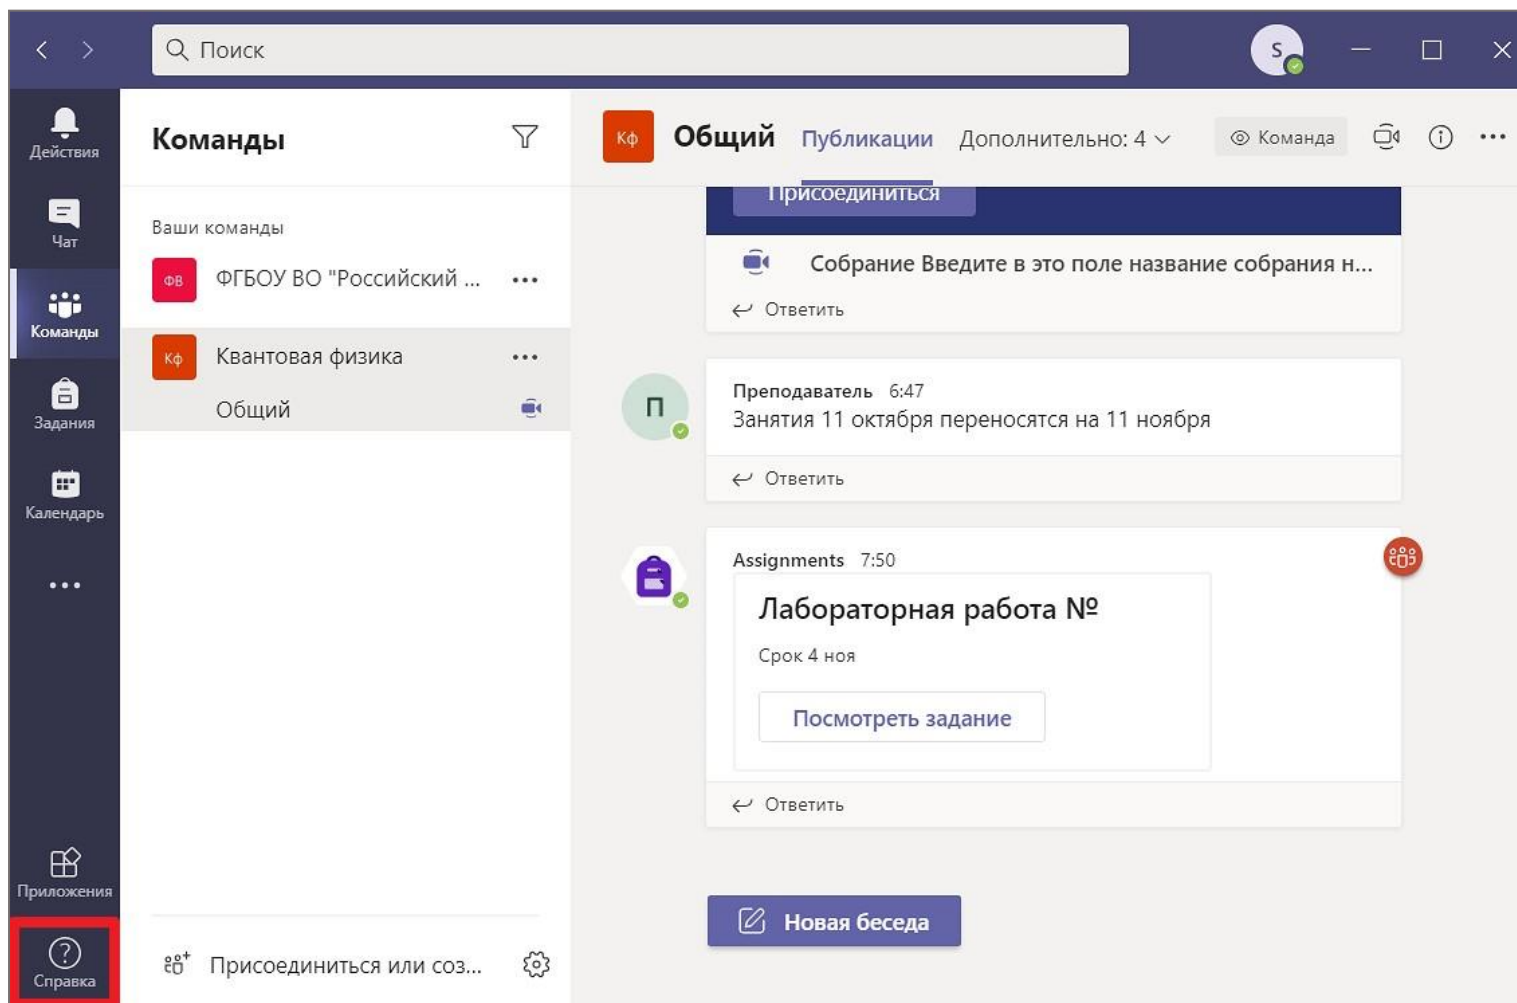 Поиск
S
Действия
Чат
Команды
Задания
Календарь
Приложения
Справка
Команды
Ваши команды
ФВ
ФГБОУ ВО "Российский ...
Кф
Квантовая физика
Общий
Присоединиться или соз...
Кф
Общий
Публикации
Дополнительно: 4
Команда
Присоединиться
Собрание Введите в это поле название собрания н...
Ответить
П
Преподаватель 6:47
Занятия 11 октября переносятся на 11 ноября
Ответить
Assignments 7:50
Лабораторная работа №
Срок 4 ноя
Посмотреть задание
Ответить
Новая беседа